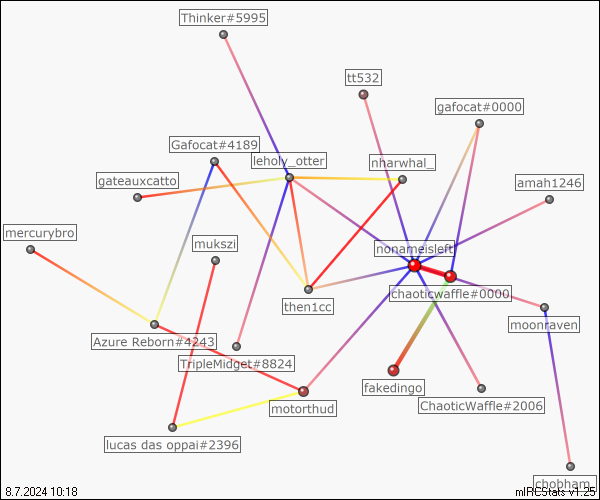 Thinker#5995
tt532
gafocat#0000
Gafocat#4189
leholy_otter
nharwhal_
gateauxcatto
amah1246
mercurybro
mukszi
nonameisleft
chaoticwaffle#0000
then1cc
moonraven
Azure Reborn#4243
TripleMidget#8824
fakedingo
motorthud
ChaoticWaffle#2006
lucas das oppai#2396
chobham_
8.7.2024 10:18
mIRCStats v1.25